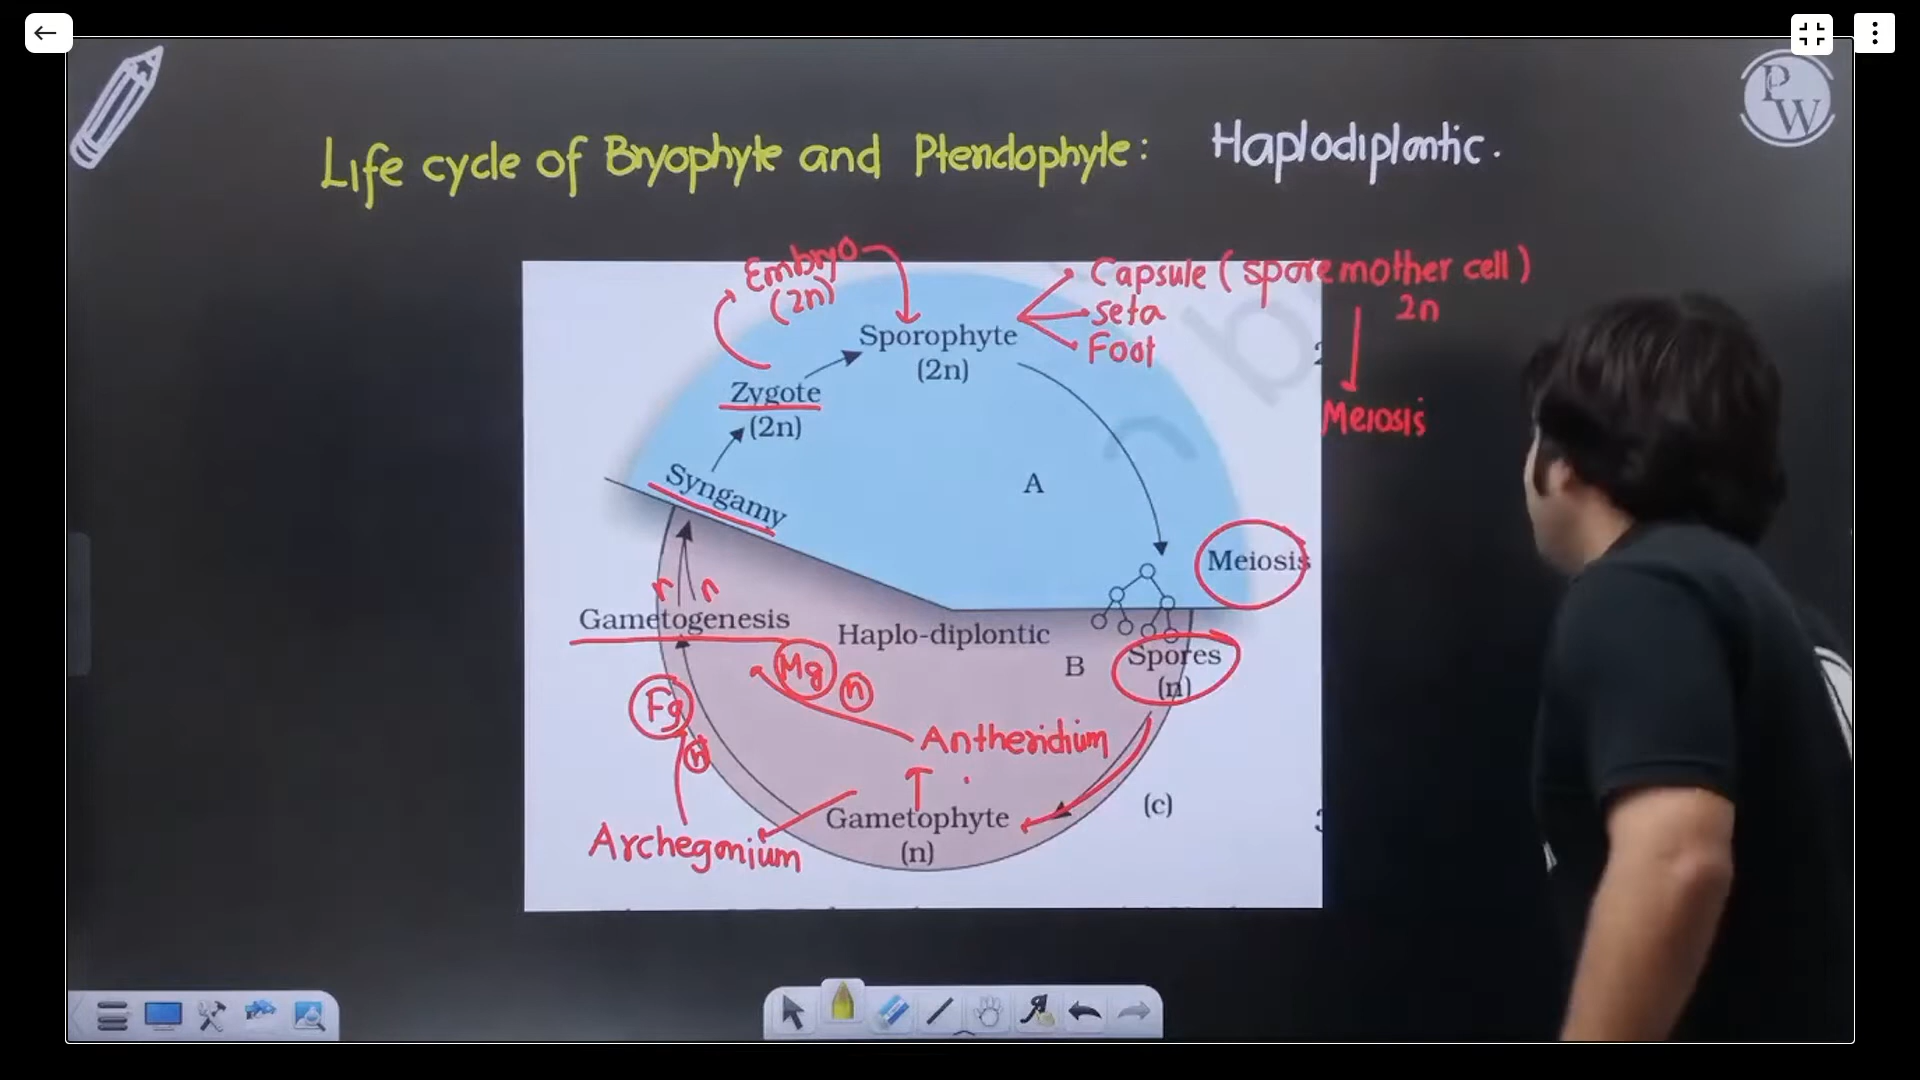 PW
Life cycle of Bryophyte and Pteridophyte: Haplodiplontic.
Embryo
(2n)
Capsule (spore mother cell)
2n
Seta
Foot
Meiosis
Sporophyte
(2n)
Zygote
(2n)
Syngamy
A
Meiosis
n n
Gametogenesis
Haplo-diplontic
B
Spores
(n)
Mg n
Fg
n
Antheridium
Gametophyte
(n)
(c)
Archegonium